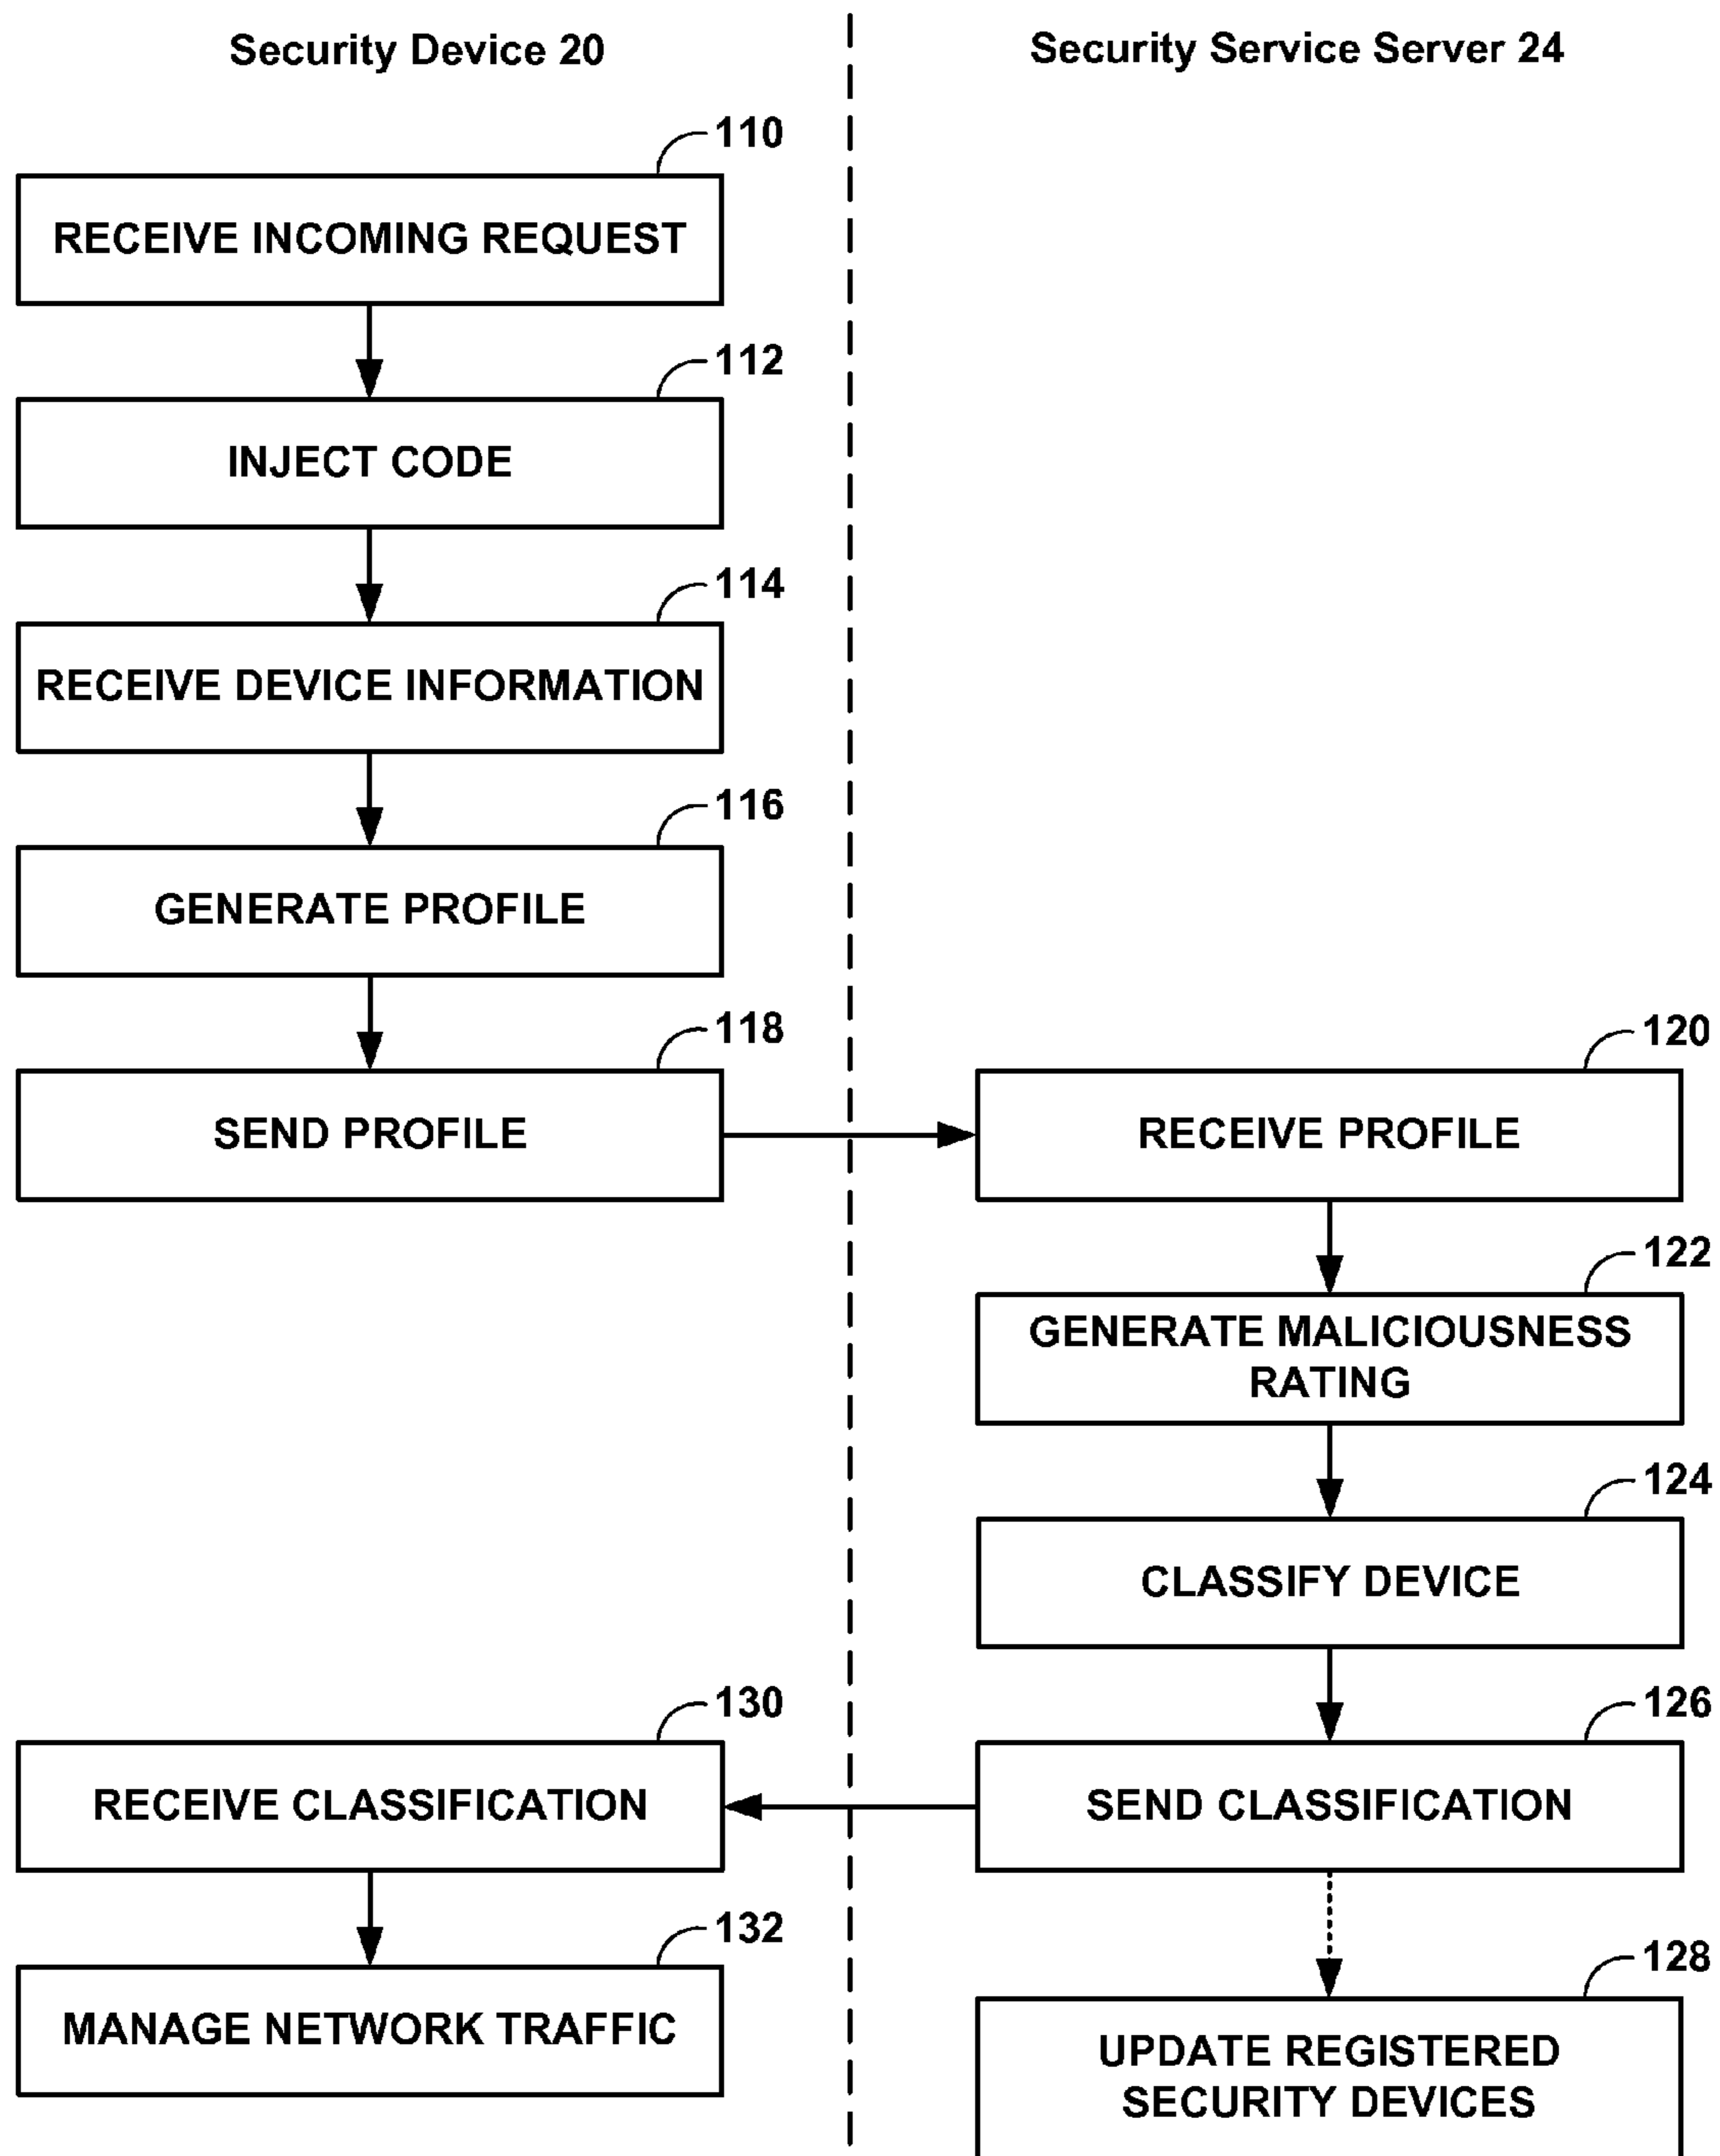 Security Device 20
Security Service Server 24
110
RECEIVE INCOMING REQUEST
112
INJECT CODE
114
RECEIVE DEVICE INFORMATION
116
GENERATE PROFILE
118
SEND PROFILE
120
RECEIVE PROFILE
122
GENERATE MALICIOUSNESS
RATING
124
CLASSIFY DEVICE
126
SEND CLASSIFICATION
130
RECEIVE CLASSIFICATION
132
MANAGE NETWORK TRAFFIC
128
UPDATE REGISTERED
SECURITY DEVICES